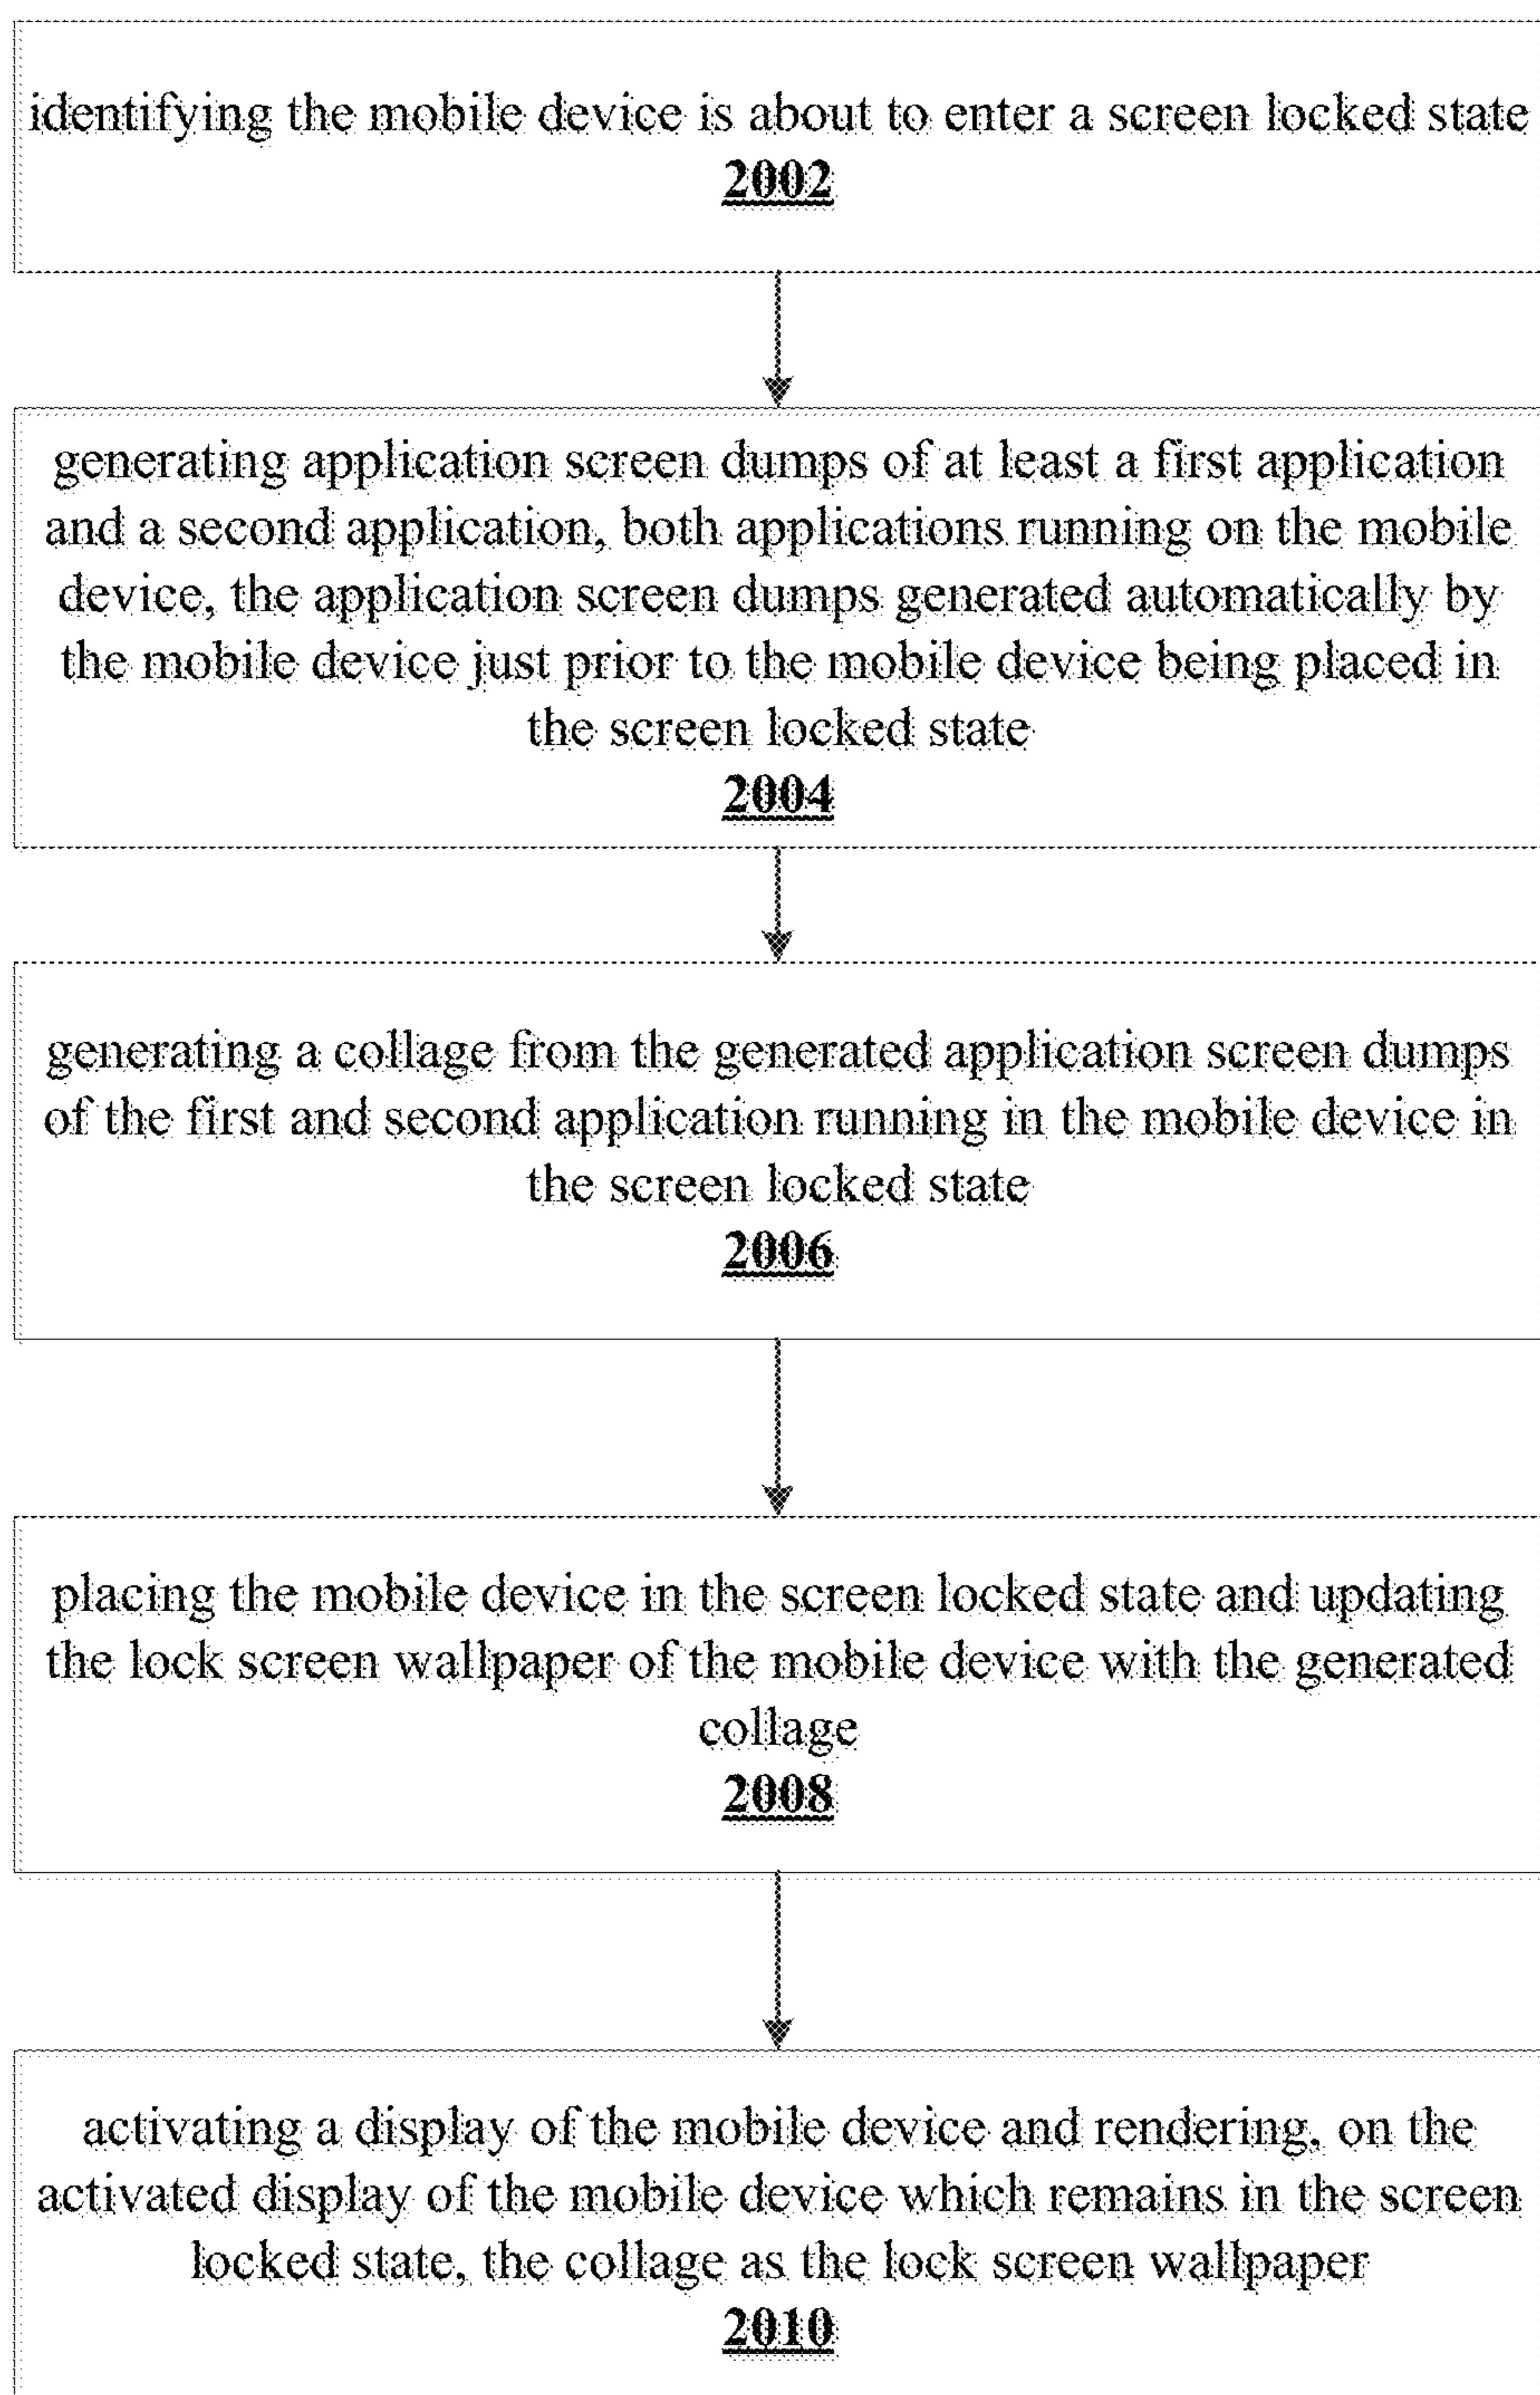 identifying the mobile device is about to enter a screen locked state
2002
generating application screen dumps of at least a first application
and a second application, both applications running on the mobile
device, the application screen dumps generated automatically by
the mobile device just prior to the mobile device being placed in
the screen locked state
2004
generating a collage from the generated application screen dumps
of the first and second application running in the mobile device in
the screen locked state
2006
placing the mobile device in the screen locked state and updating
the lock screen wallpaper of the mobile device with the generated
collage
2008
activating a display of the mobile device and rendering, on the
activated display of the mobile device which remains in the screen
locked state, the collage as the lock screen wallpaper
2010